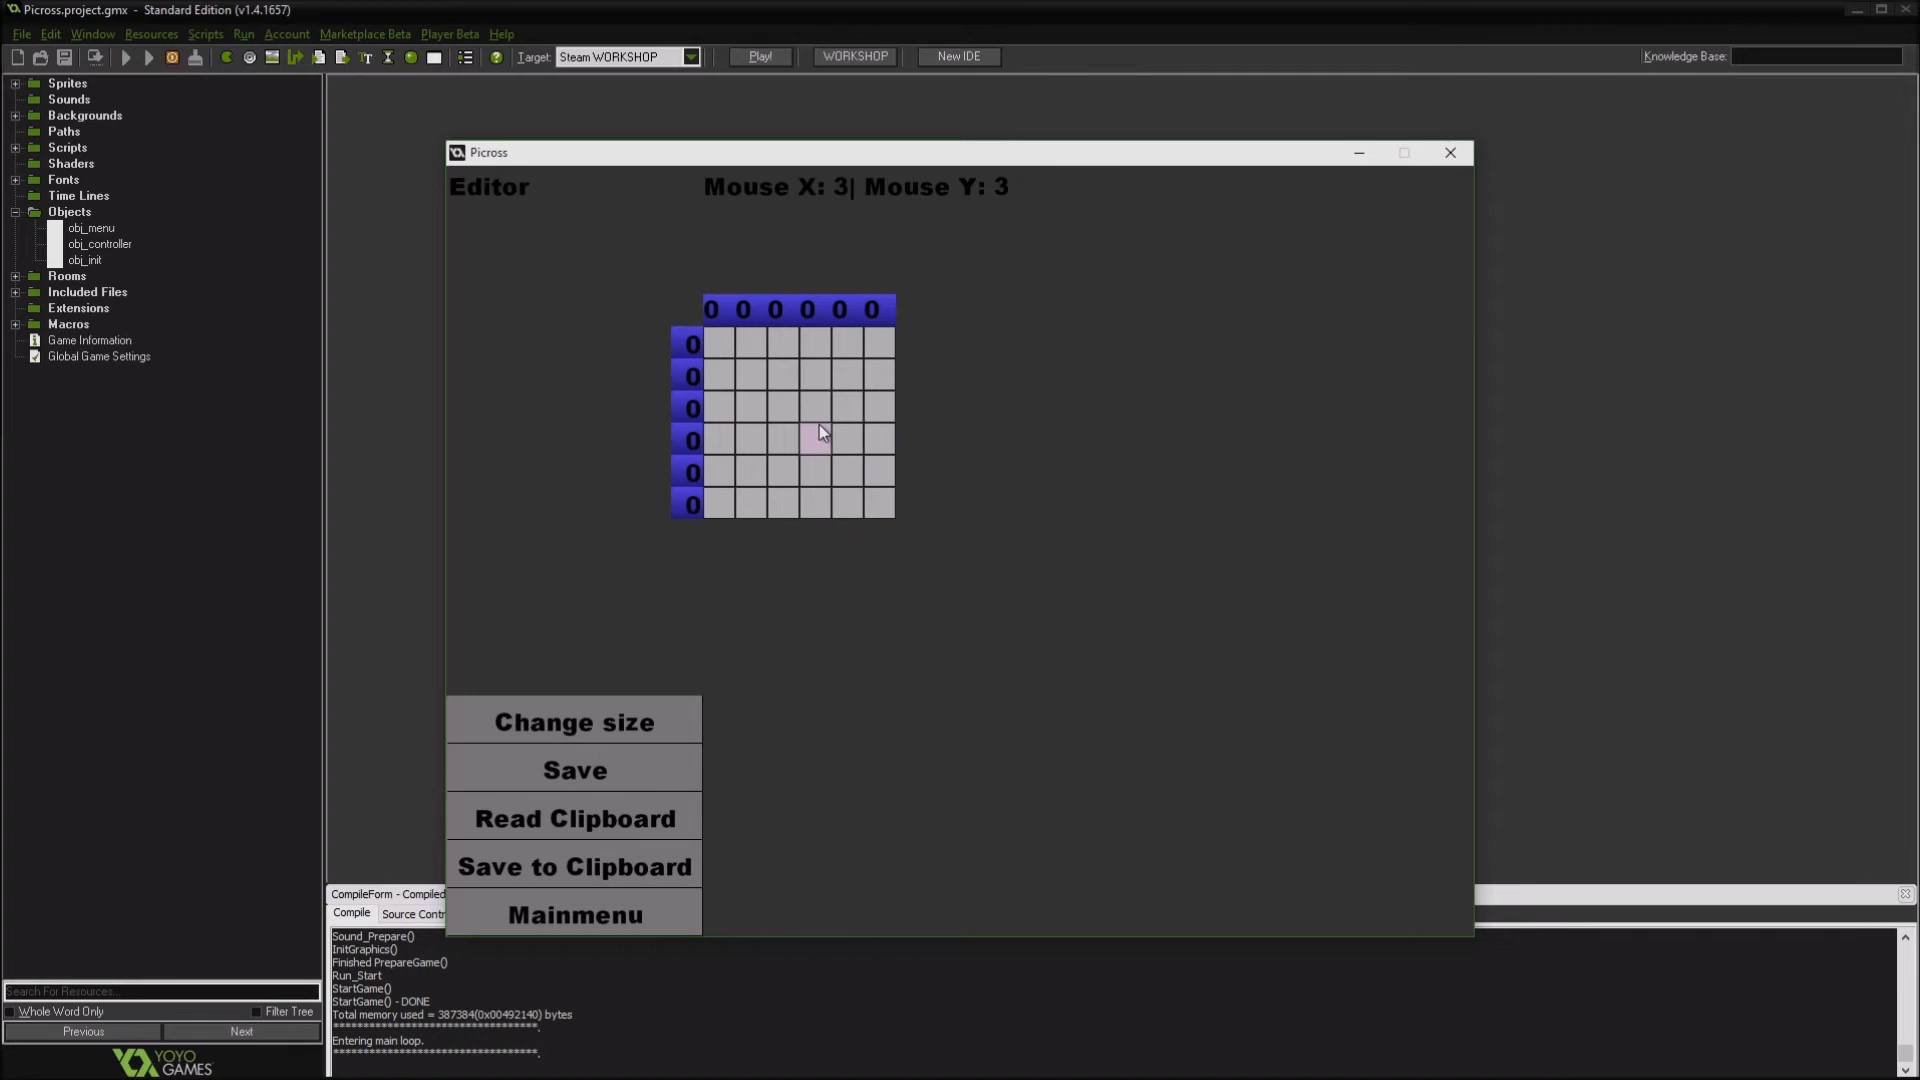 Picross.project.gmx - Standard Edition (v1.4.1657)
File Edit Window Resources Scripts Run Account Marketplace Beta Player Beta Help
Target: Steam WORKSHOP Play! WORKSHOP New IDE Knowledge Base:
Sprites
Sounds
Backgrounds
Paths
Scripts
Shaders
Fonts
Time Lines
Objects
obj_menu
obj_controller
obj_init
Rooms
Included Files
Extensions
Macros
Game Information
Global Game Settings
Search For Resources...
Whole Word Only Filter Tree
Previous Next
YOYO
GAMES
Picross
Editor Mouse X: 3| Mouse Y: 3
0 0 0 0 0 0
0
0
0
0
0
0
Change size
Save
Read Clipboard
Save to Clipboard
Mainmenu
CompileForm - Compiled
Compile Source Contr
Sound_Prepare()
InitGraphics()
Finished PrepareGame()
Run_Start
StartGame()
StartGame() - DONE
Total memory used = 387384(0x00492140) bytes
**********************************.
Entering main loop.
**********************************.